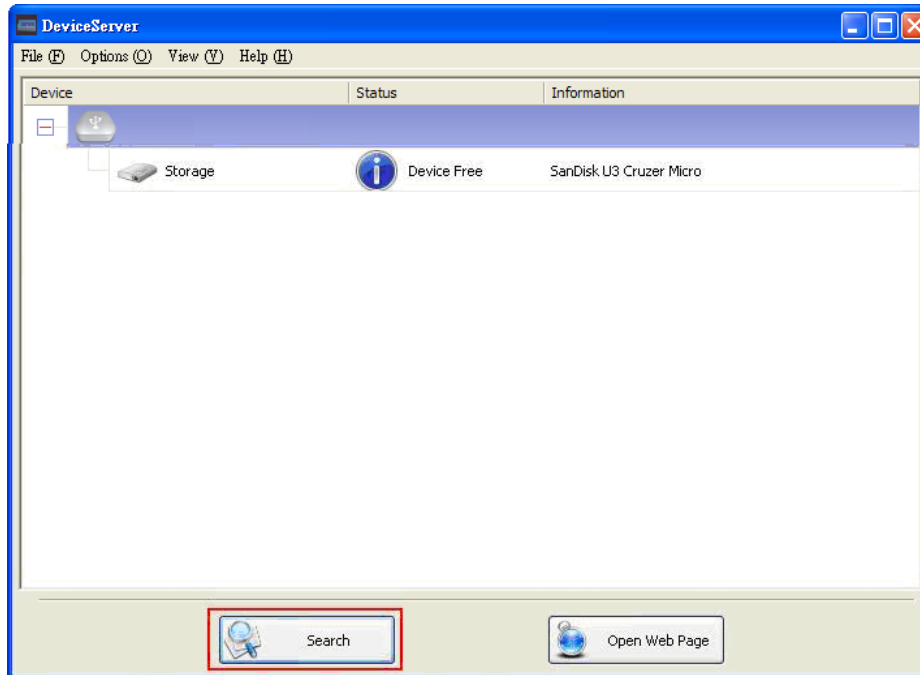 DeviceServer
File (F) Options (O) View (V) Help (H)
Device Status Information
Storage Device Free SanDisk U3 Cruzer Micro
Search Open Web Page